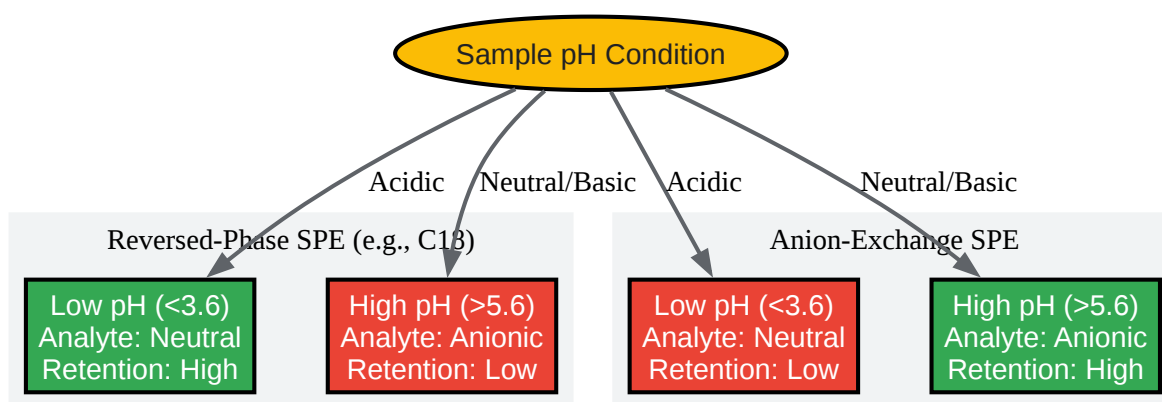 Sample pH Condition
Acidic
Neutral/Basic
Acidic
Neutral/Basic
Reversed-Phase SPE (e.g., C18)
Anion-Exchange SPE
Low pH (<3.6)
Analyte: Neutral
Retention: High
High pH (>5.6)
Analyte: Anionic
Retention: Low
Low pH (<3.6)
Analyte: Neutral
Retention: Low
High pH (>5.6)
Analyte: Anionic
Retention: High